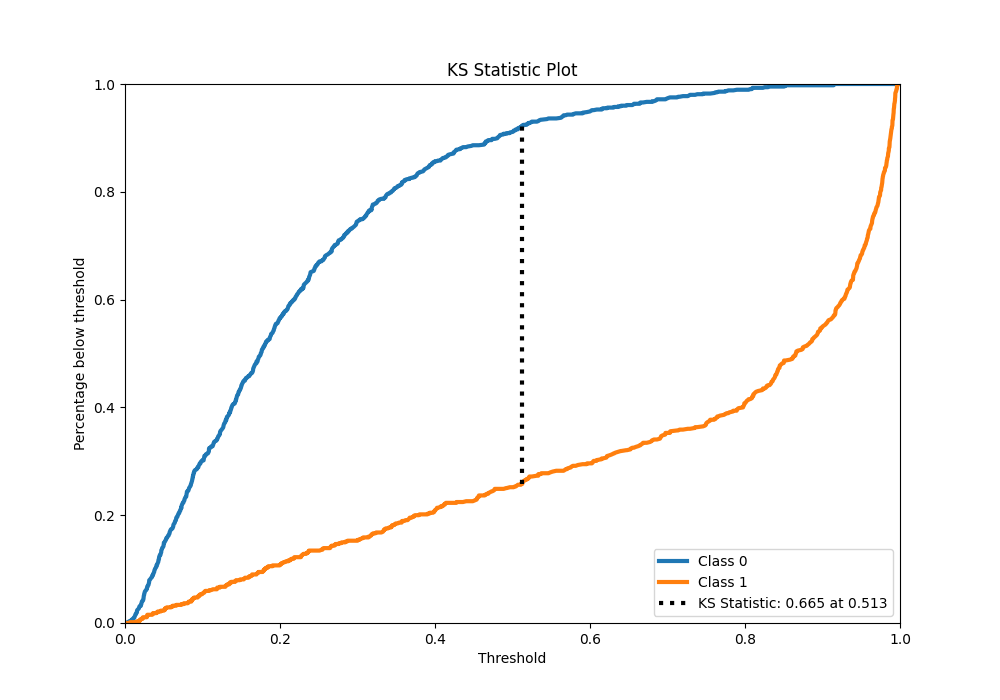 KS Statistic Plot
Percentage below threshold
1.0
0.8
0.6
0.4
0.2
0.0
0.0 0.2 0.4 0.6 0.8 1.0
Threshold
Class 0
Class 1
KS Statistic: 0.665 at 0.513